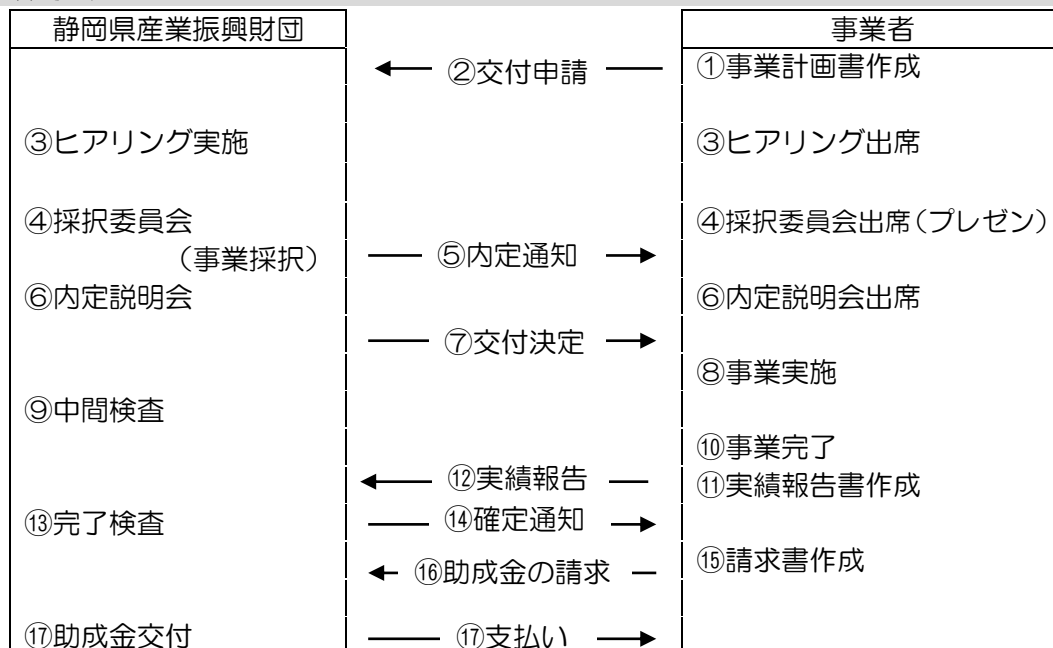 静岡県産業振興財団 事業者
②交付申請 ①事業計画書作成
③ヒアリング実施 ③ヒアリング出席
④採択委員会 ④採択委員会出席(プレゼン)
(事業採択) ⑤内定通知
⑥内定説明会 ⑥内定説明会出席
⑦交付決定
⑧事業実施
⑨中間検査
⑩事業完了
⑫実績報告 ⑪実績報告書作成
⑬完了検査 ⑭確定通知
⑯助成金の請求 ⑮請求書作成
⑰助成金交付 ⑰支払い